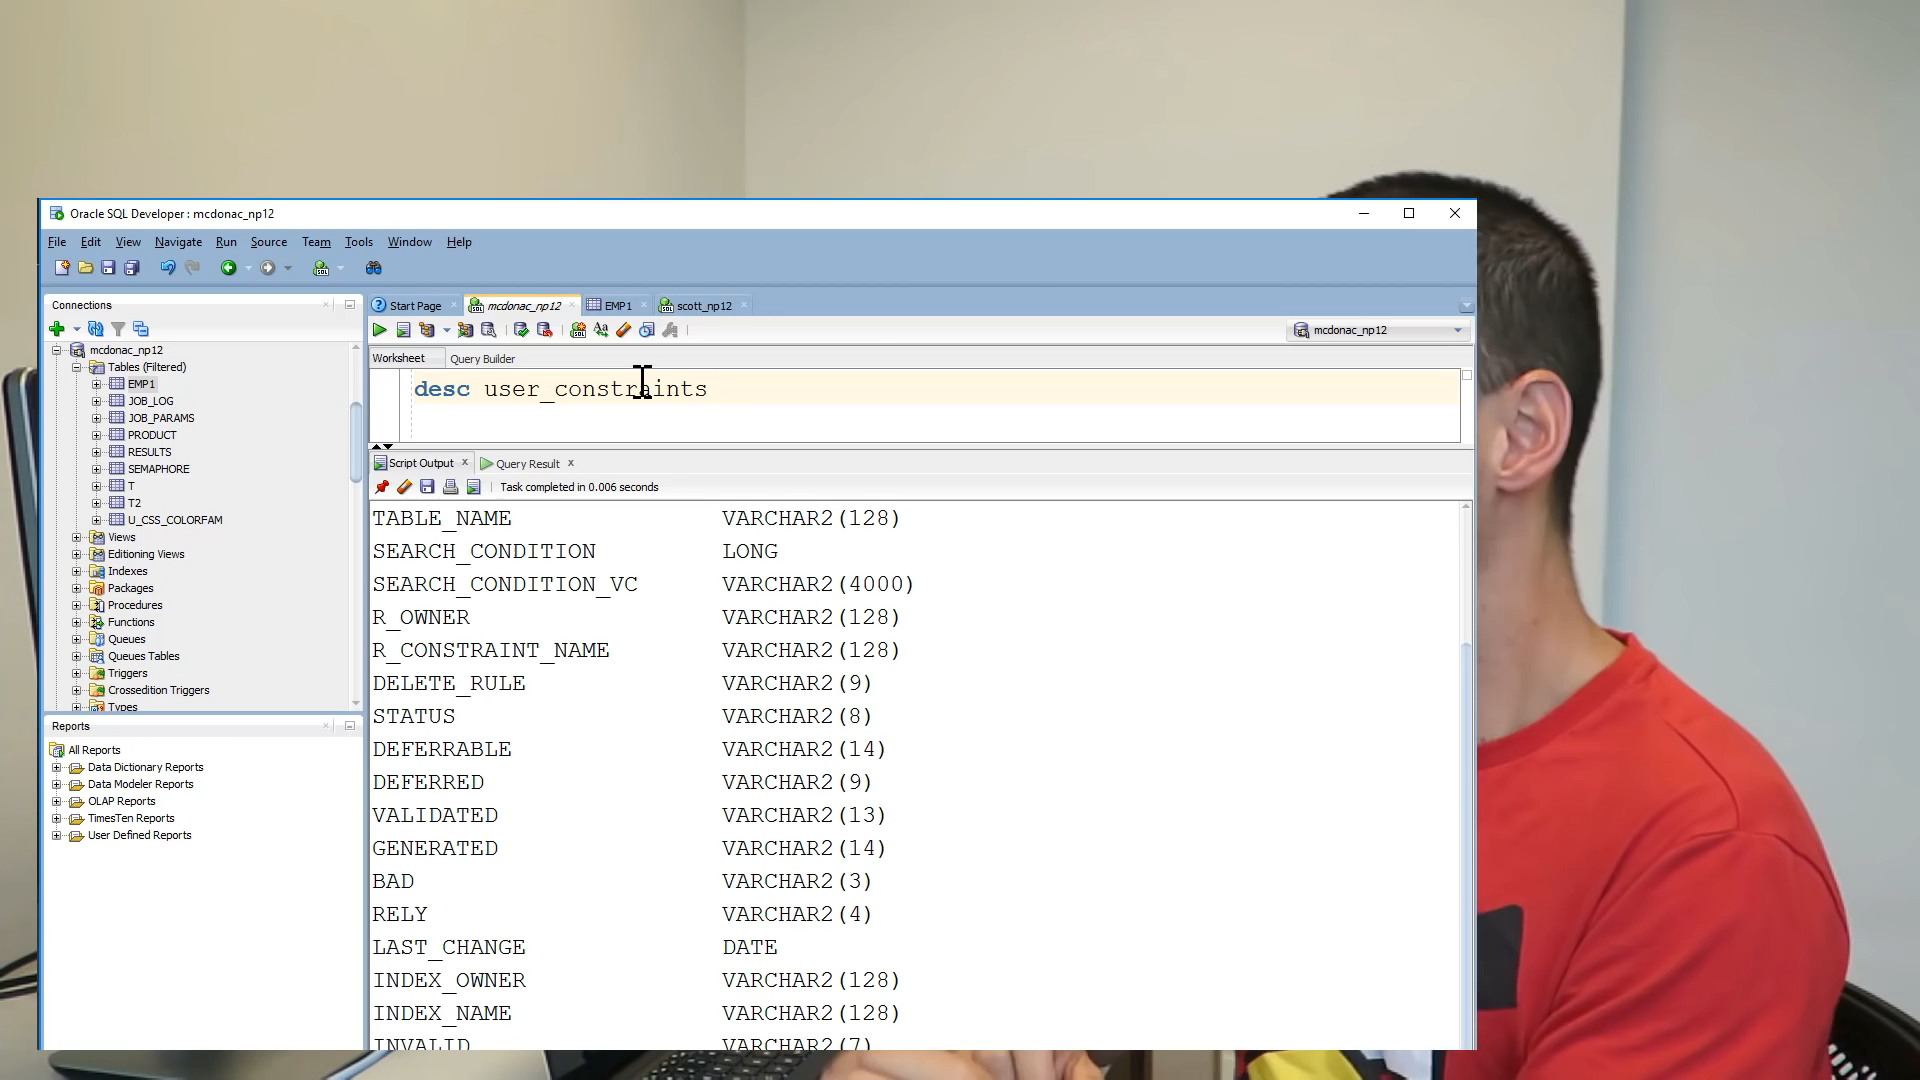 Oracle SQL Developer : mcdonac_np12
File Edit View Navigate Run Source Team Tools Window Help
Connections
mcdonac_np12
Tables (Filtered)
EMP1
JOB_LOG
JOB_PARAMS
PRODUCT
RESULTS
SEMAPHORE
T
T2
U_CSS_COLORFAM
Views
Editioning Views
Indexes
Packages
Procedures
Functions
Queues
Queues Tables
Triggers
Crossedition Triggers
Types
Reports
All Reports
Data Dictionary Reports
Data Modeler Reports
OLAP Reports
TimesTen Reports
User Defined Reports
Start Page mcdonac_np12 EMP1 scott_np12
mcdonac_np12
Worksheet Query Builder
desc user_constraints
Script Output Query Result
Task completed in 0.006 seconds
TABLE_NAME VARCHAR2(128)
SEARCH_CONDITION LONG
SEARCH_CONDITION_VC VARCHAR2(4000)
R_OWNER VARCHAR2(128)
R_CONSTRAINT_NAME VARCHAR2(128)
DELETE_RULE VARCHAR2(9)
STATUS VARCHAR2(8)
DEFERRABLE VARCHAR2(14)
DEFERRED VARCHAR2(9)
VALIDATED VARCHAR2(13)
GENERATED VARCHAR2(14)
BAD VARCHAR2(3)
RELY VARCHAR2(4)
LAST_CHANGE DATE
INDEX_OWNER VARCHAR2(128)
INDEX_NAME VARCHAR2(128)
INVALID VARCHAR2(7)